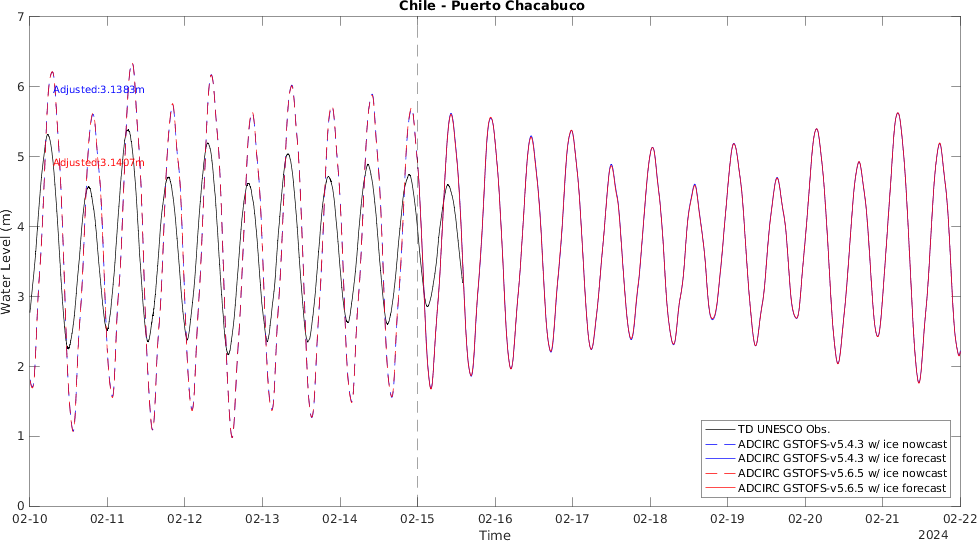 Chile - Puerto Chacabuco
7
6
5
4
3
2
1
0
Water Level (m)
Adjusted:3.1383m
Adjusted:3.1407m
TD UNESCO Obs.
ADCIRC GSTOFS-v5.4.3 w/ ice nowcast
ADCIRC GSTOFS-v5.4.3 w/ ice forecast
ADCIRC GSTOFS-v5.6.5 w/ ice nowcast
ADCIRC GSTOFS-v5.6.5 w/ ice forecast
02-10 02-11 02-12 02-13 02-14 02-15 02-16 02-17 02-18 02-19 02-20 02-21 02-22
Time
2024